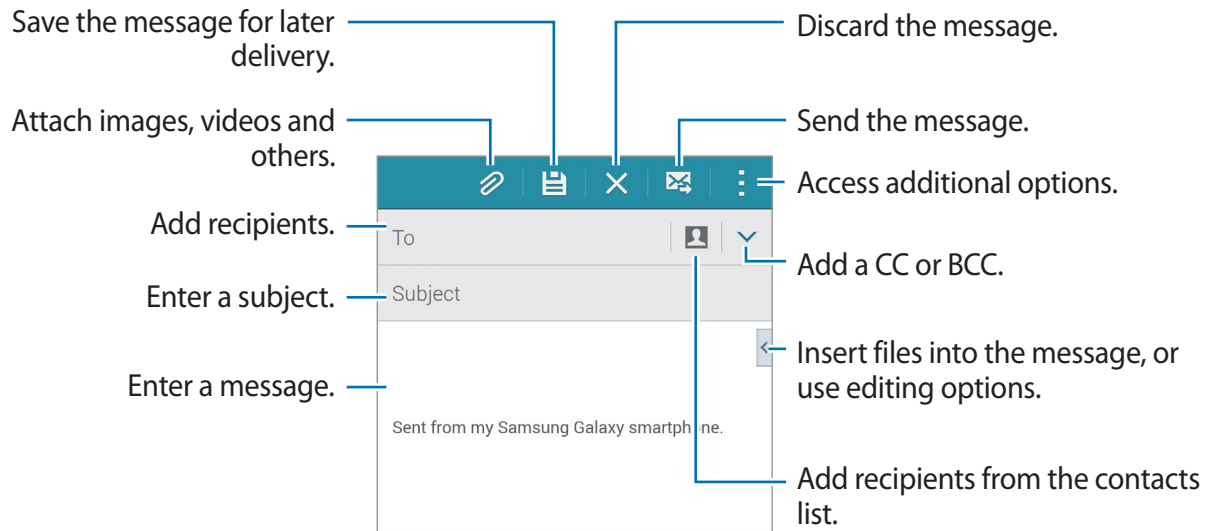 Save the message for later
delivery.
Attach images, videos and
others.
Add recipients.
Enter a subject.
Enter a message.
To
Subject
Sent from my Samsung Galaxy smartphone.
Discard the message.
Send the message.
Access additional options.
Add a CC or BCC.
Insert files into the message, or
use editing options.
Add recipients from the contacts
list.